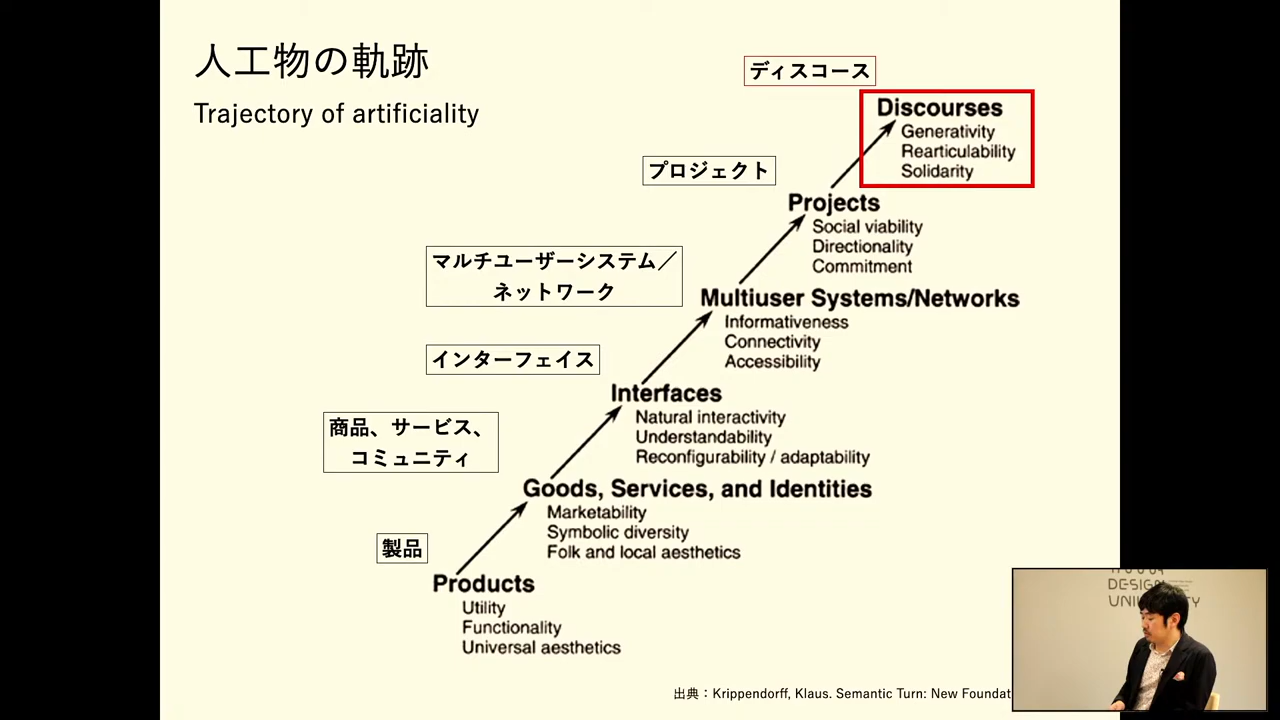 人工物の軌跡
Trajectory of artificiality
ディスコース
Discourses
Generativity
Rearticulability
Solidarity
プロジェクト
Projects
Social viability
Directionality
Commitment
マルチユーザーシステム／
ネットワーク
Multiuser Systems/Networks
Informativeness
Connectivity
Accessibility
インターフェイス
Interfaces
Natural interactivity
Understandability
Reconfigurability / adaptability
商品、サービス、
コミュニティ
Goods, Services, and Identities
Marketability
Symbolic diversity
Folk and local aesthetics
製品
Products
Utility
Functionality
Universal aesthetics
出典：Krippendorff, Klaus. Semantic Turn: New Foundat
DESIGN